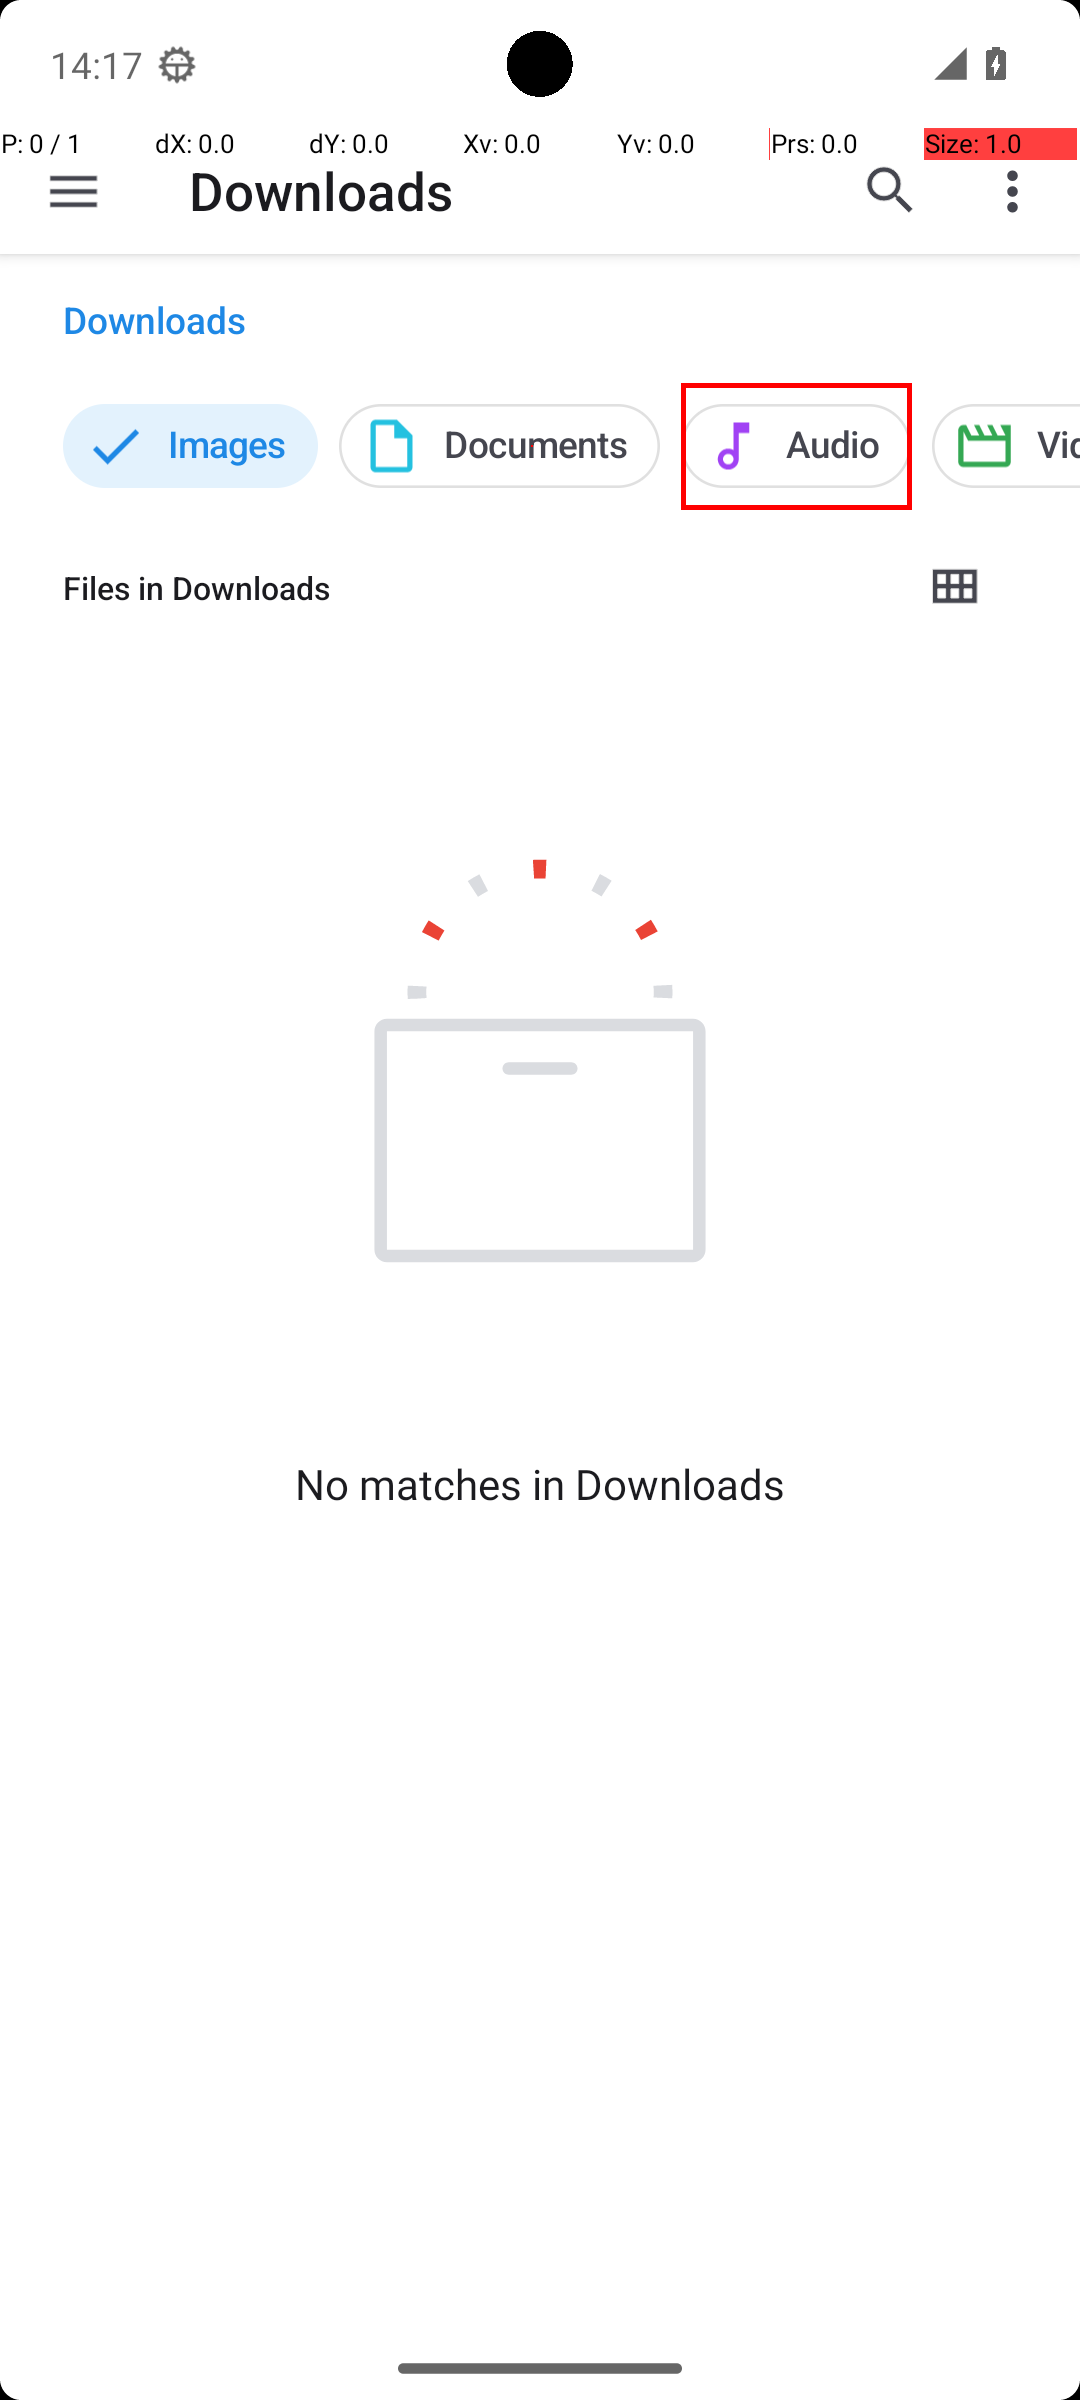 14:17
P: 0 / 1 dX: 0.0 dY: 0.0 Xv: 0.0 Yv: 0.0 Prs: 0.0 Size: 1.0
Downloads
Downloads
Images Documents Audio Vid
Files in Downloads
No matches in Downloads